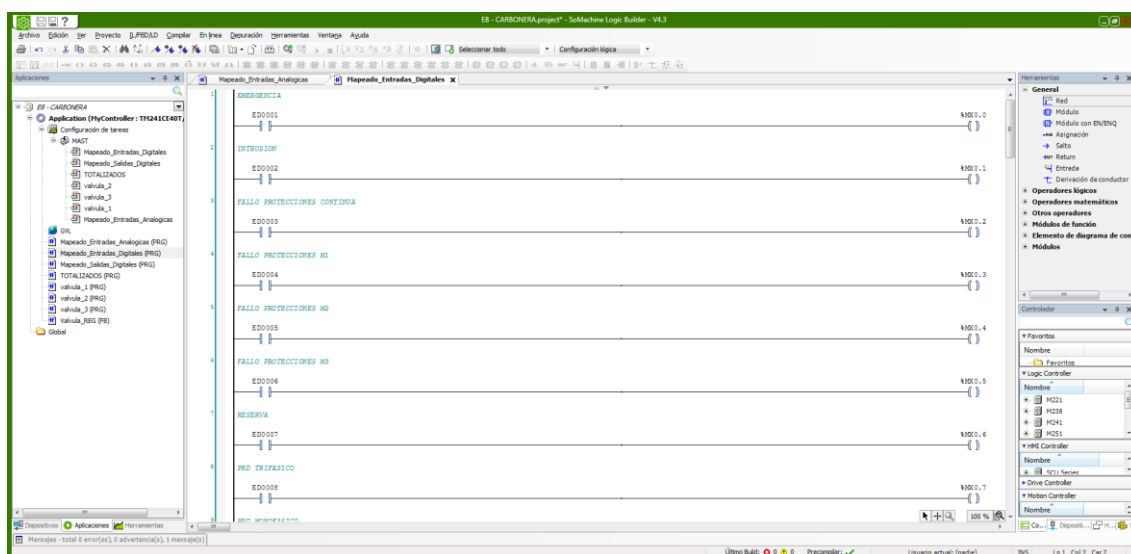 E8 - CARBONERA.project* - SoMachine Logic Builder - V4.3
Archivo Edición Ver Proyecto IL/FBD/LD Compilar En línea Depuración Herramientas Ventana Ayuda
Seleccionar todo Configuración lógica
Aplicaciones
E8 - CARBONERA
Application (MyController : TM241CE40T/
Configuración de tareas
MAST
Mapeado_Entradas_Digitales
Mapeado_Salidas_Digitales
TOTALIZADOS
valvula_2
valvula_3
valvula_1
Mapeado_Entradas_Analogicas
GVL
Mapeado_Entradas_Analogicas (PRG)
Mapeado_Entradas_Digitales (PRG)
Mapeado_Salidas_Digitales (PRG)
TOTALIZADOS (PRG)
valvula_1 (PRG)
valvula_2 (PRG)
valvula_3 (PRG)
Valvula_REG (FB)
Global
Dispositivos Aplicaciones Herramientas
Mapeado_Entradas_Analogicas Mapeado_Entradas_Digitales
1 EMERGENCIA
ED0001 %MX0.0
2 INTRUSION
ED0002 %MX0.1
3 FALLO PROTECCIONES CONTINUA
ED0003 %MX0.2
4 FALLO PROTECCIONES M1
ED0004 %MX0.3
5 FALLO PROTECCIONES M2
ED0005 %MX0.4
6 FALLO PROTECCIONES M3
ED0006 %MX0.5
7 RESERVA
ED0007 %MX0.6
8 PRD TRIFASICO
ED0008 %MX0.7
9 PRD MONOFASICO
100 %
Herramientas
General
Red
Módulo
Módulo con EN/ENO
Asignación
Salto
Return
Entrada
Derivación de conductor
Operadores lógicos
Operadores matemáticos
Otros operadores
Módulos de función
Elemento de diagrama de con
Módulos
Controlador
Favoritos
Nombre
Favoritos
Logic Controller
Nombre
M221
M238
M241
M251
HMI Controller
Nombre
SCU Series
Drive Controller
Motion Controller
Nombre
Co... Dispositi... H...
Mensajes - total 0 error(es), 0 advertencia(s), 1 mensaje(s)
Último Build: 0 0 Precompilar: Usuario actual: (nadie) INS Ln 1 Col 2 Car 2